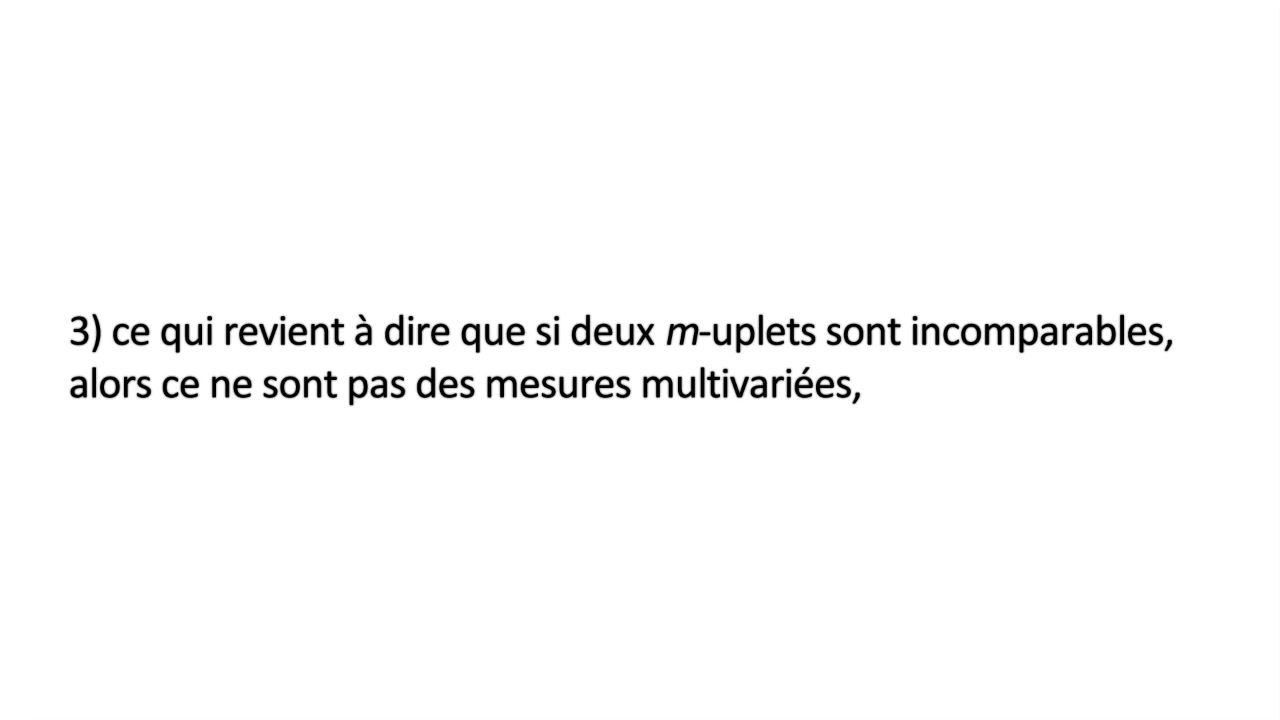 3) ce qui revient à dire que si deux m-uplets sont incomparables,
alors ce ne sont pas des mesures multivariées,